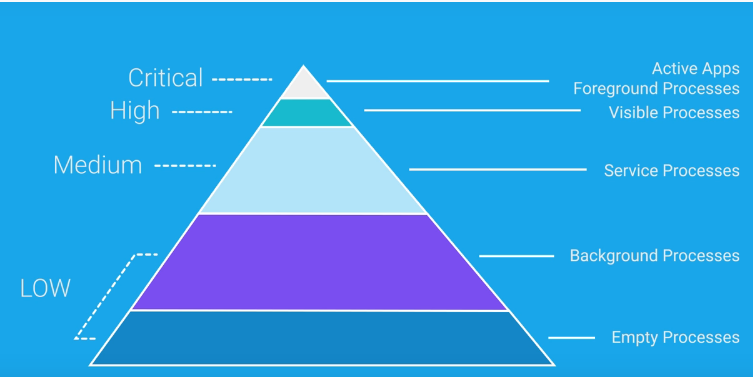 Critical
High
Medium
LOW
Active Apps
Foreground Processes
Visible Processes
Service Processes
Background Processes
Empty Processes